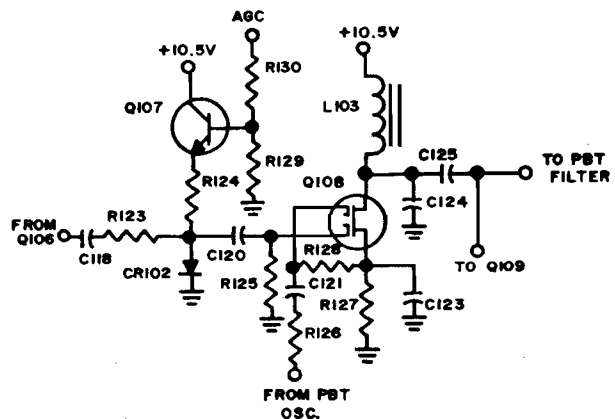 AGC
+10.5V
+10.5V
R130
Q107
L103
R129
C125
R124
Q108
TO PBT
FILTER
FROM
Q106
R123
C124
R128
C118
C120
TO Q109
CR102
R125
C121
R127
C123
R126
FROM PBT
OSC.